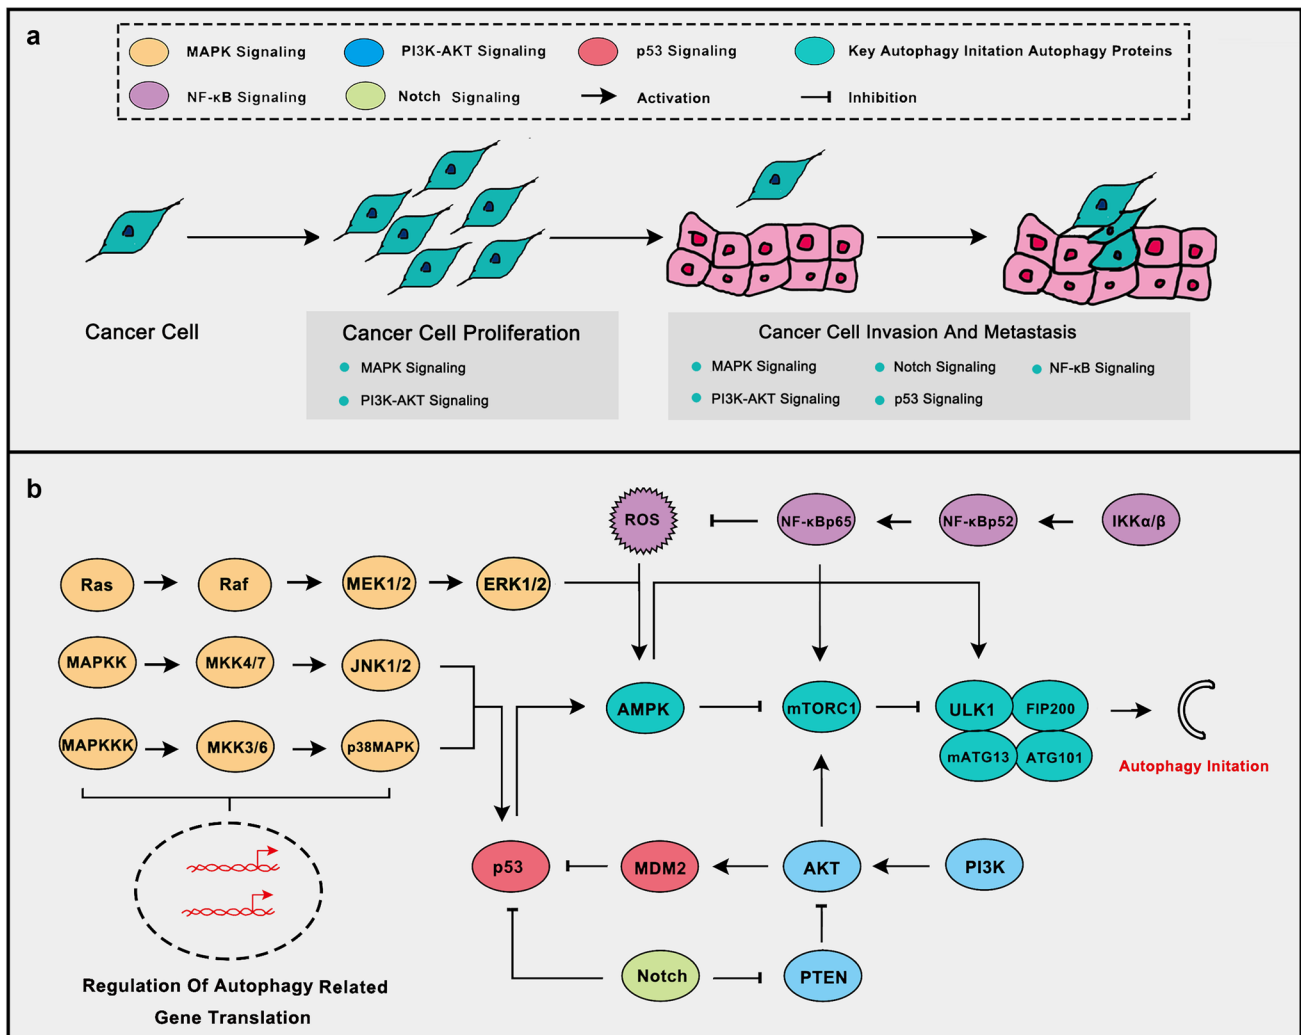 a
MAPK Signaling
PI3K-AKT Signaling
p53 Signaling
Key Autophagy Initation Autophagy Proteins
NF-κB Signaling
Notch Signaling
Activation
Inhibition
Cancer Cell
Cancer Cell Proliferation
MAPK Signaling
PI3K-AKT Signaling
Cancer Cell Invasion And Metastasis
MAPK Signaling
Notch Signaling
NF-κB Signaling
PI3K-AKT Signaling
p53 Signaling
b
ROS
NF-κBp65
NF-κBp52
IKKα/β
Ras
Raf
MEK1/2
ERK1/2
MAPKK
MKK4/7
JNK1/2
AMPK
mTORC1
ULK1
FIP200
MAPKKK
MKK3/6
p38MAPK
mATG13
ATG101
Autophagy Initation
p53
MDM2
AKT
PI3K
Notch
PTEN
Regulation Of Autophagy Related
Gene Translation